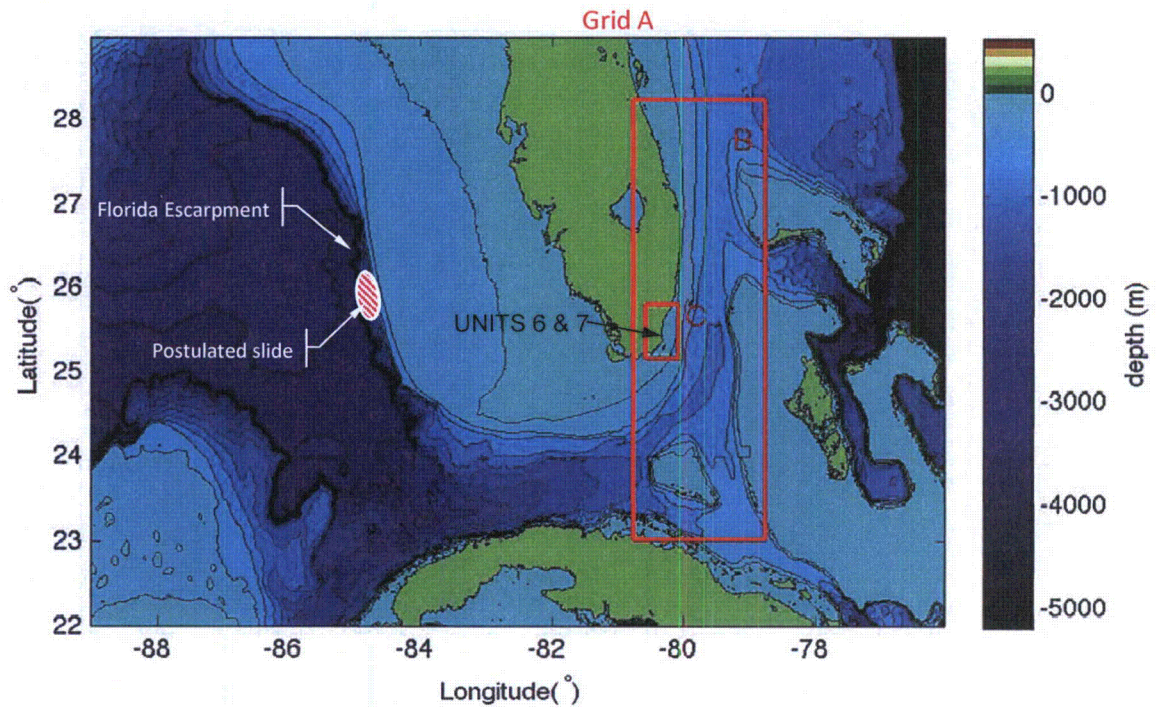 Grid A
28
27
26
25
24
23
22
Latitude(°)
Florida Escarpment
Postulated slide
UNITS 6 & 7
B
C
-88
-86
-84
-82
-80
-78
Longitude(°)
0
-1000
-2000
-3000
-4000
-5000
depth (m)